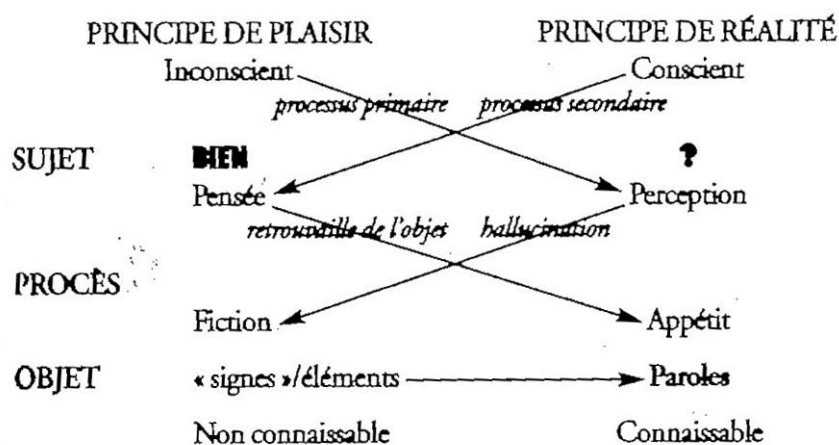 PRINCIPE DE PLAISIR PRINCIPE DE RÉALITÉ
Inconscient Conscient
processus primaire processus secondaire
SUJET BIEN ?
Pensée Perception
retrouvaille de l'objet hallucination
PROCÈS
Fiction Appétit
OBJET « signes »/éléments Paroles
Non connaissable Connaissable